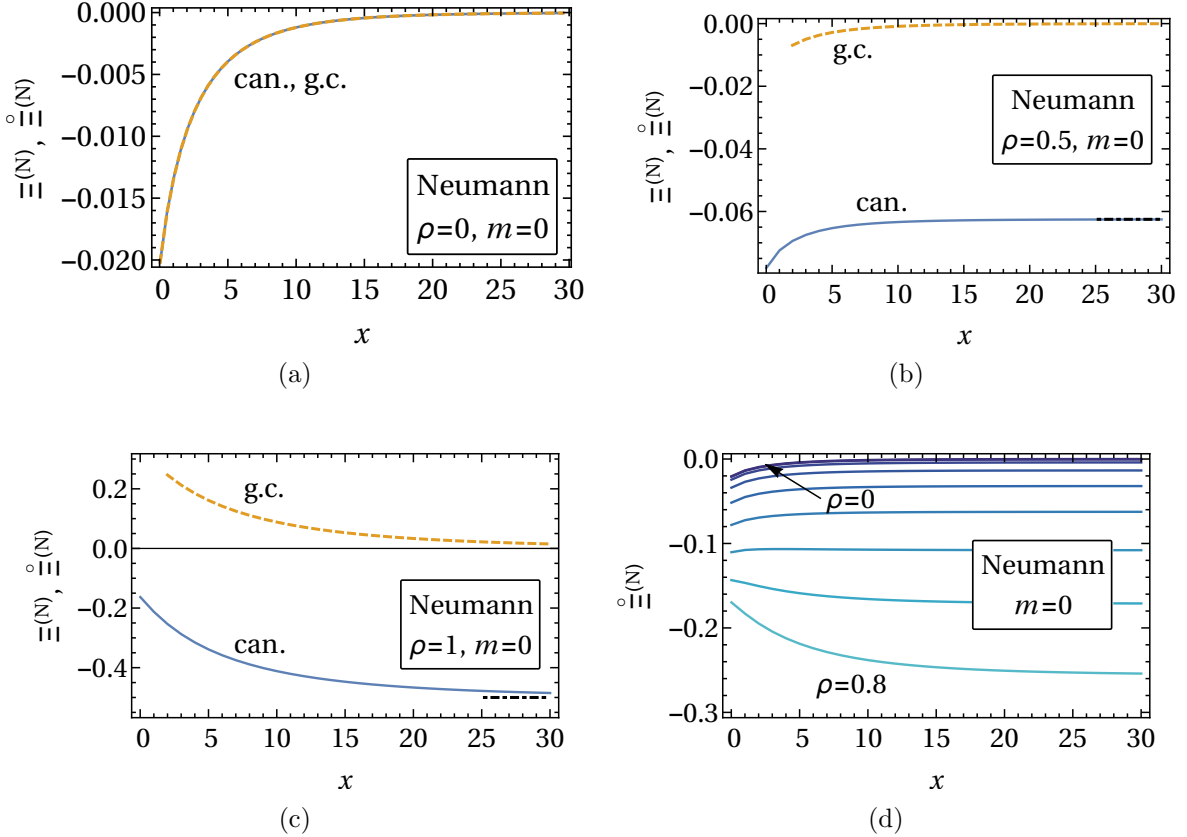 0.000
−0.005
−0.010
−0.015
−0.020
Ξ(N), Ξ̊(N)
can., g.c.
Neumann
ρ=0, m=0
0 5 10 15 20 25 30
x
(a)
0.00
−0.02
−0.04
−0.06
Ξ(N), Ξ̊(N)
g.c.
can.
Neumann
ρ=0.5, m=0
0 5 10 15 20 25 30
x
(b)
0.2
0.0
−0.2
−0.4
Ξ(N), Ξ̊(N)
g.c.
can.
Neumann
ρ=1, m=0
0 5 10 15 20 25 30
x
(c)
0.0
−0.1
−0.2
−0.3
Ξ̊(N)
ρ=0
Neumann
m=0
ρ=0.8
0 5 10 15 20 25 30
x
(d)